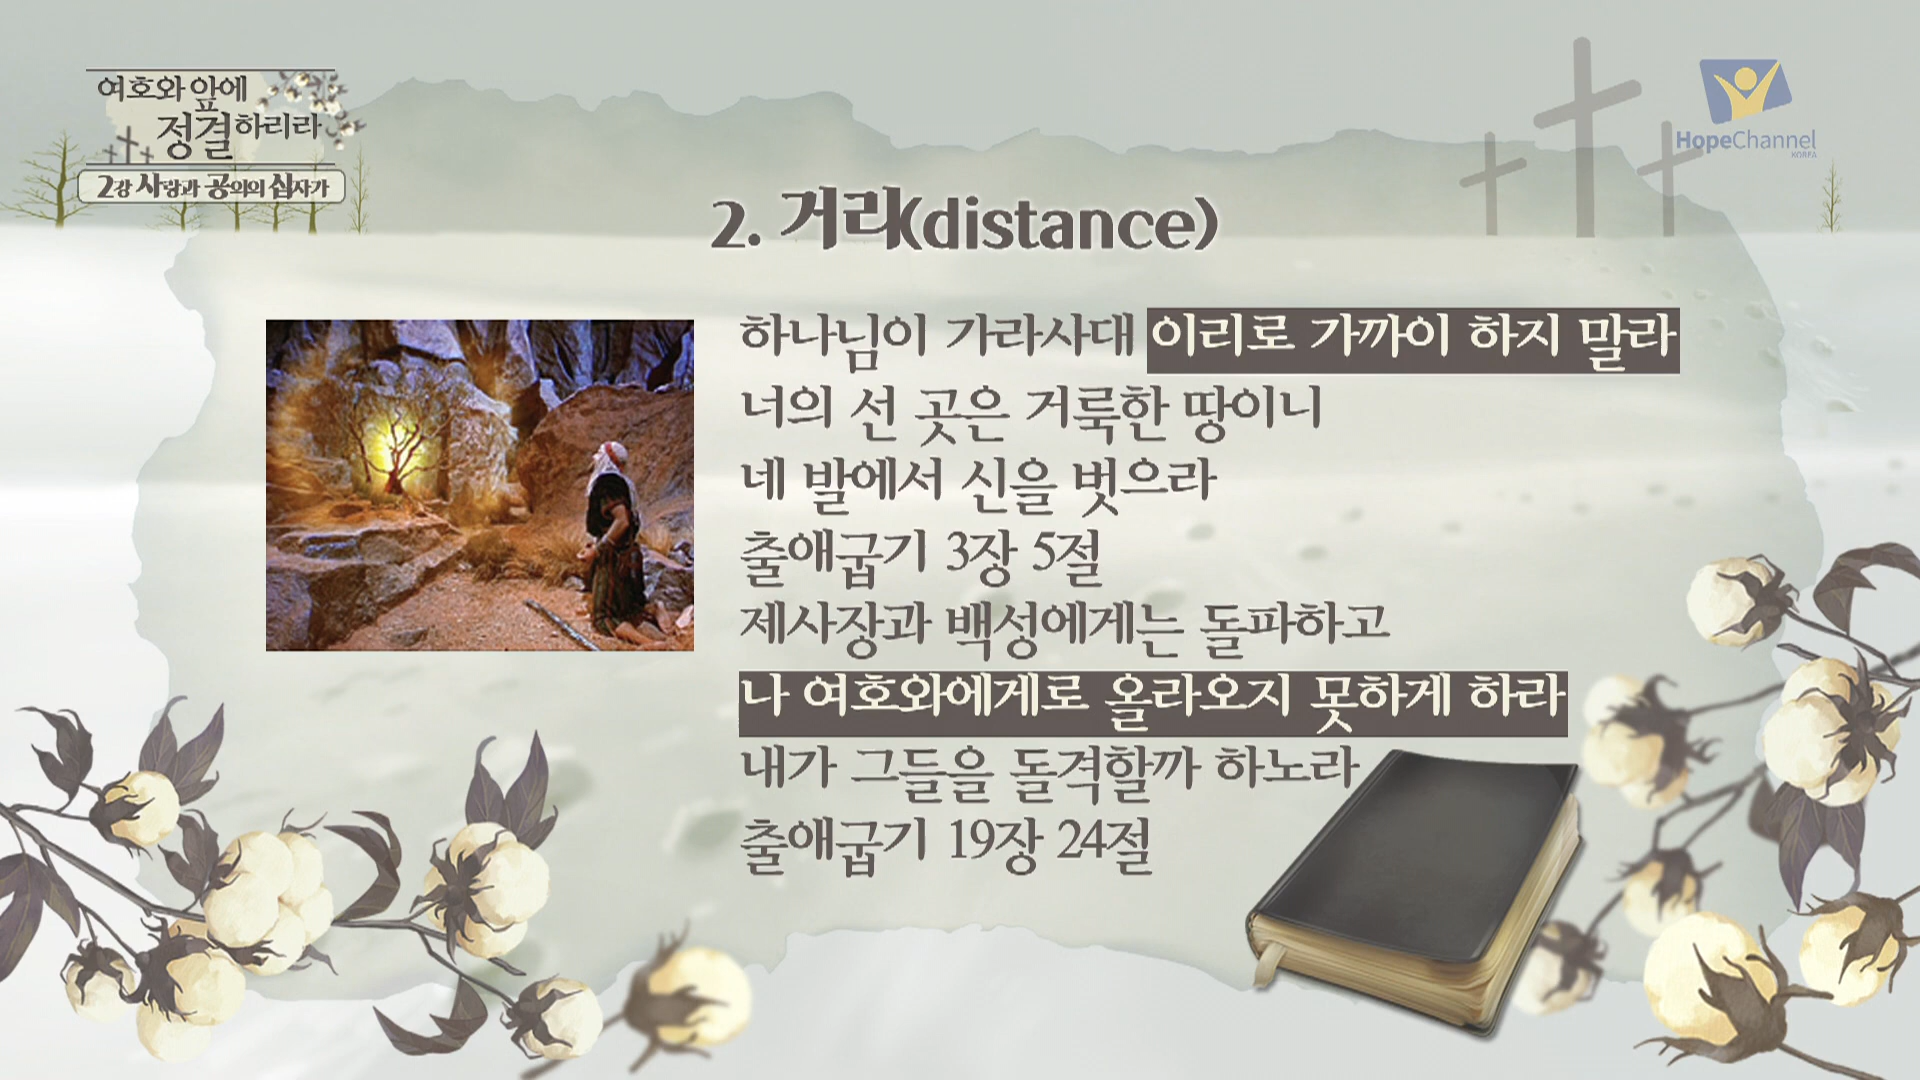 여호와 앞에
정결하리라
2강 사랑과 공의의 십자가
HopeChannel
KOREA
2. 거리(distance)
하나님이 가라사대 이리로 가까이 하지 말라
너의 선 곳은 거룩한 땅이니
네 발에서 신을 벗으라
출애굽기 3장 5절
제사장과 백성에게는 돌파하고
나 여호와에게로 올라오지 못하게 하라
내가 그들을 돌격할까 하노라
출애굽기 19장 24절